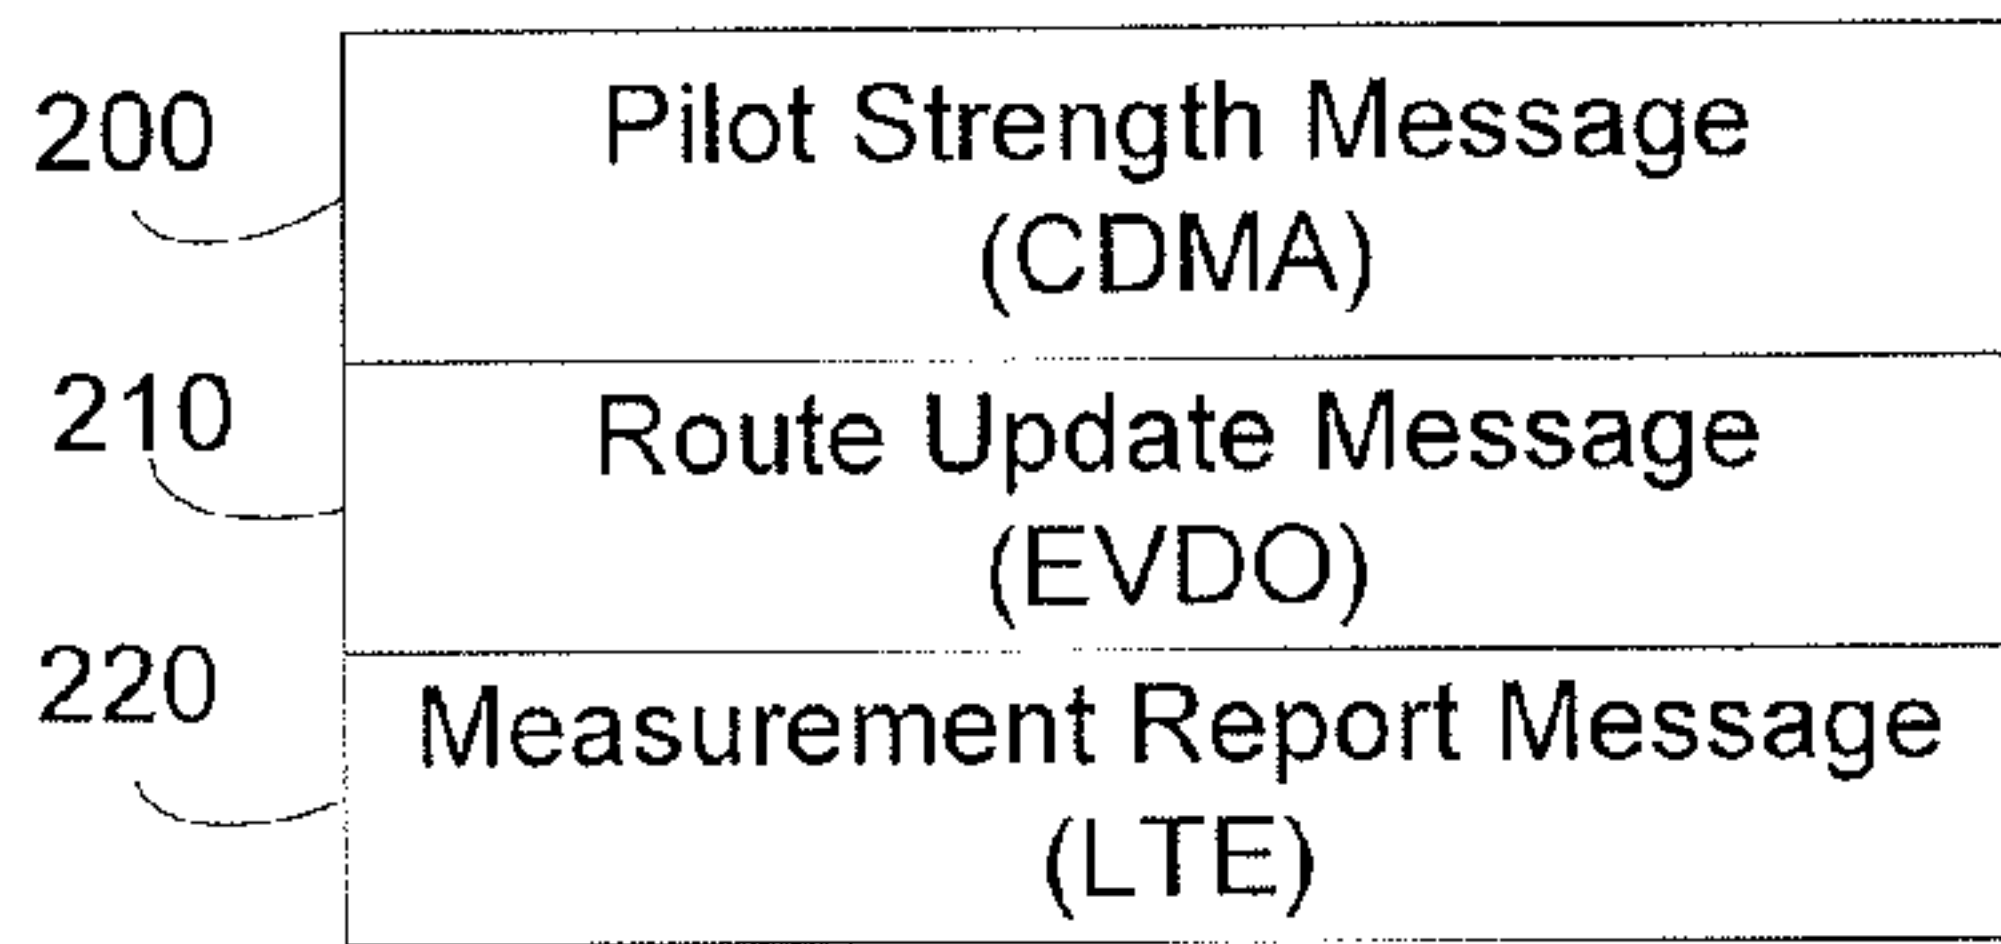 200
Pilot Strength Message
(CDMA)
210
Route Update Message
(EVDO)
220
Measurement Report Message
(LTE)